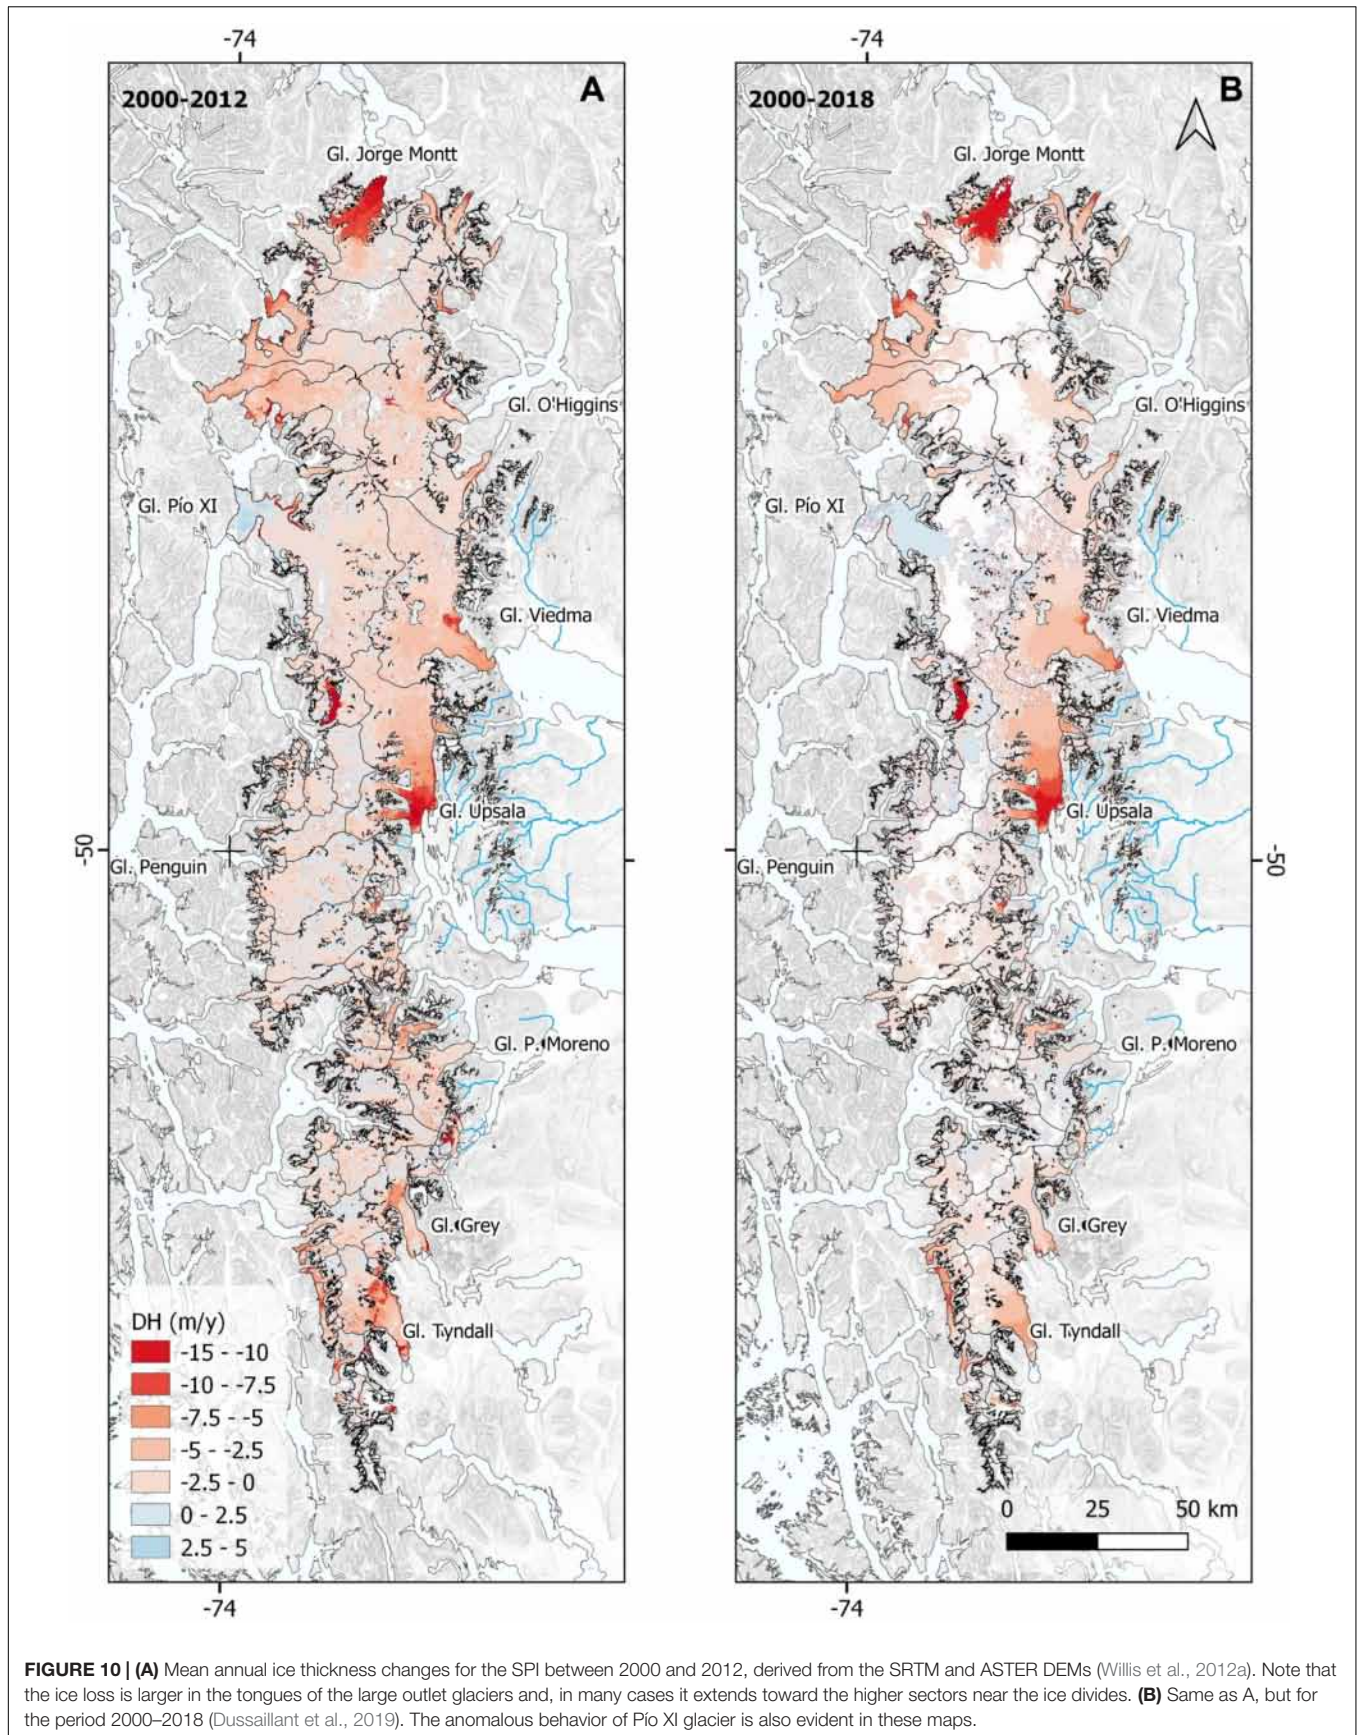 -74
-74
2000-2012
A
2000-2018
B
Gl. Jorge Montt
Gl. Jorge Montt
Gl. O'Higgins
Gl. O'Higgins
Gl. Pío XI
Gl. Pío XI
Gl. Viedma
Gl. Viedma
Gl. Upsala
Gl. Upsala
-50
-50
Gl. Penguin
Gl. Penguin
Gl. P. Moreno
Gl. P. Moreno
Gl. Grey
Gl. Grey
Gl. Tyndall
Gl. Tyndall
DH (m/y)
-15 - -10
-10 - -7.5
-7.5 - -5
-5 - -2.5
-2.5 - 0
0 - 2.5
2.5 - 5
0 25 50 km
-74
-74
FIGURE 10 | (A) Mean annual ice thickness changes for the SPI between 2000 and 2012, derived from the SRTM and ASTER DEMs (Willis et al., 2012a). Note that
the ice loss is larger in the tongues of the large outlet glaciers and, in many cases it extends toward the higher sectors near the ice divides. (B) Same as A, but for
the period 2000–2018 (Dussaillant et al., 2019). The anomalous behavior of Pío XI glacier is also evident in these maps.